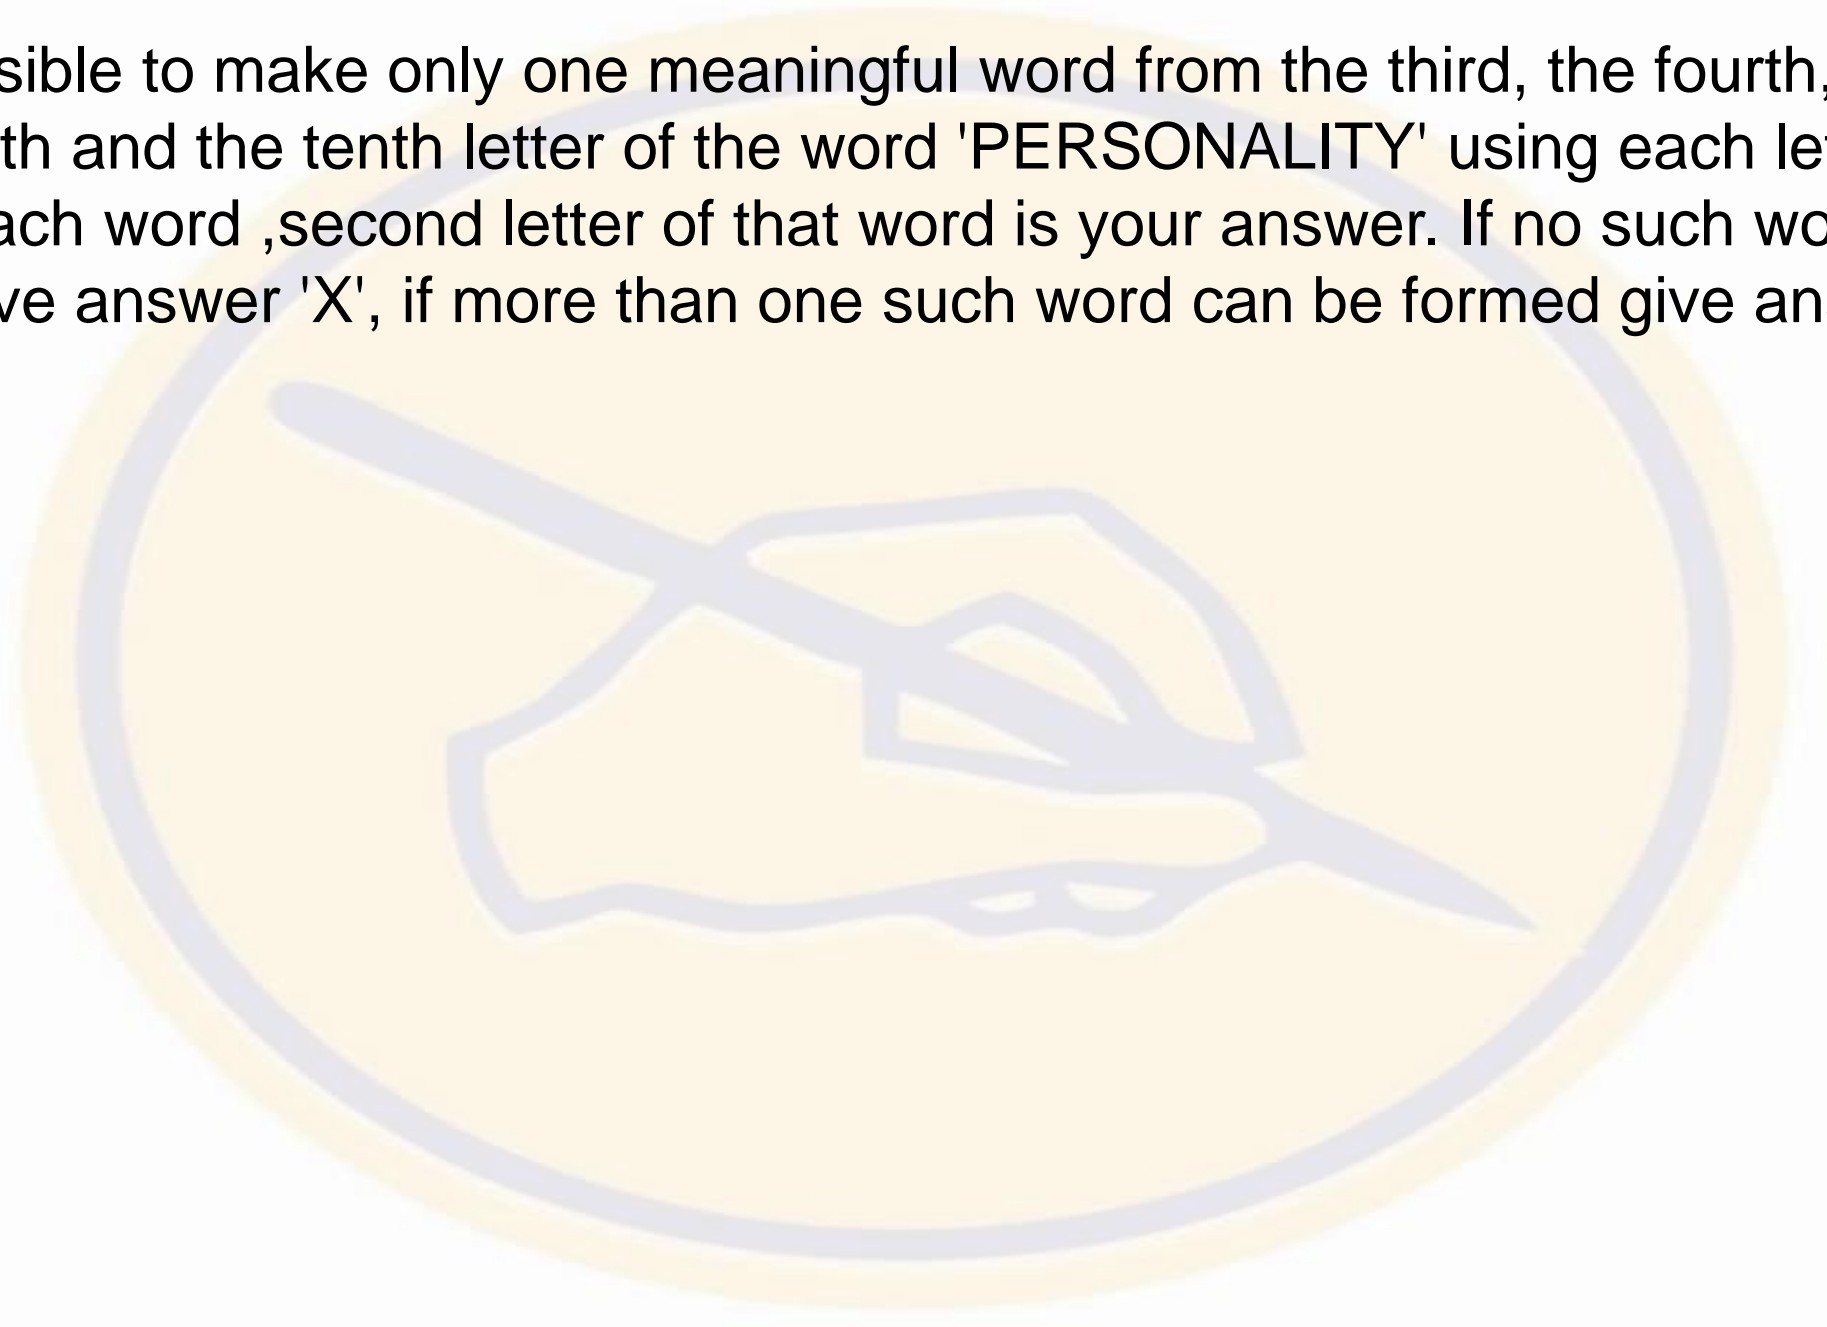 sible to make only one meaningful word from the third, the fourth,
th and the tenth letter of the word 'PERSONALITY' using each le
ach word ,second letter of that word is your answer. If no such wo
ve answer 'X', if more than one such word can be formed give an